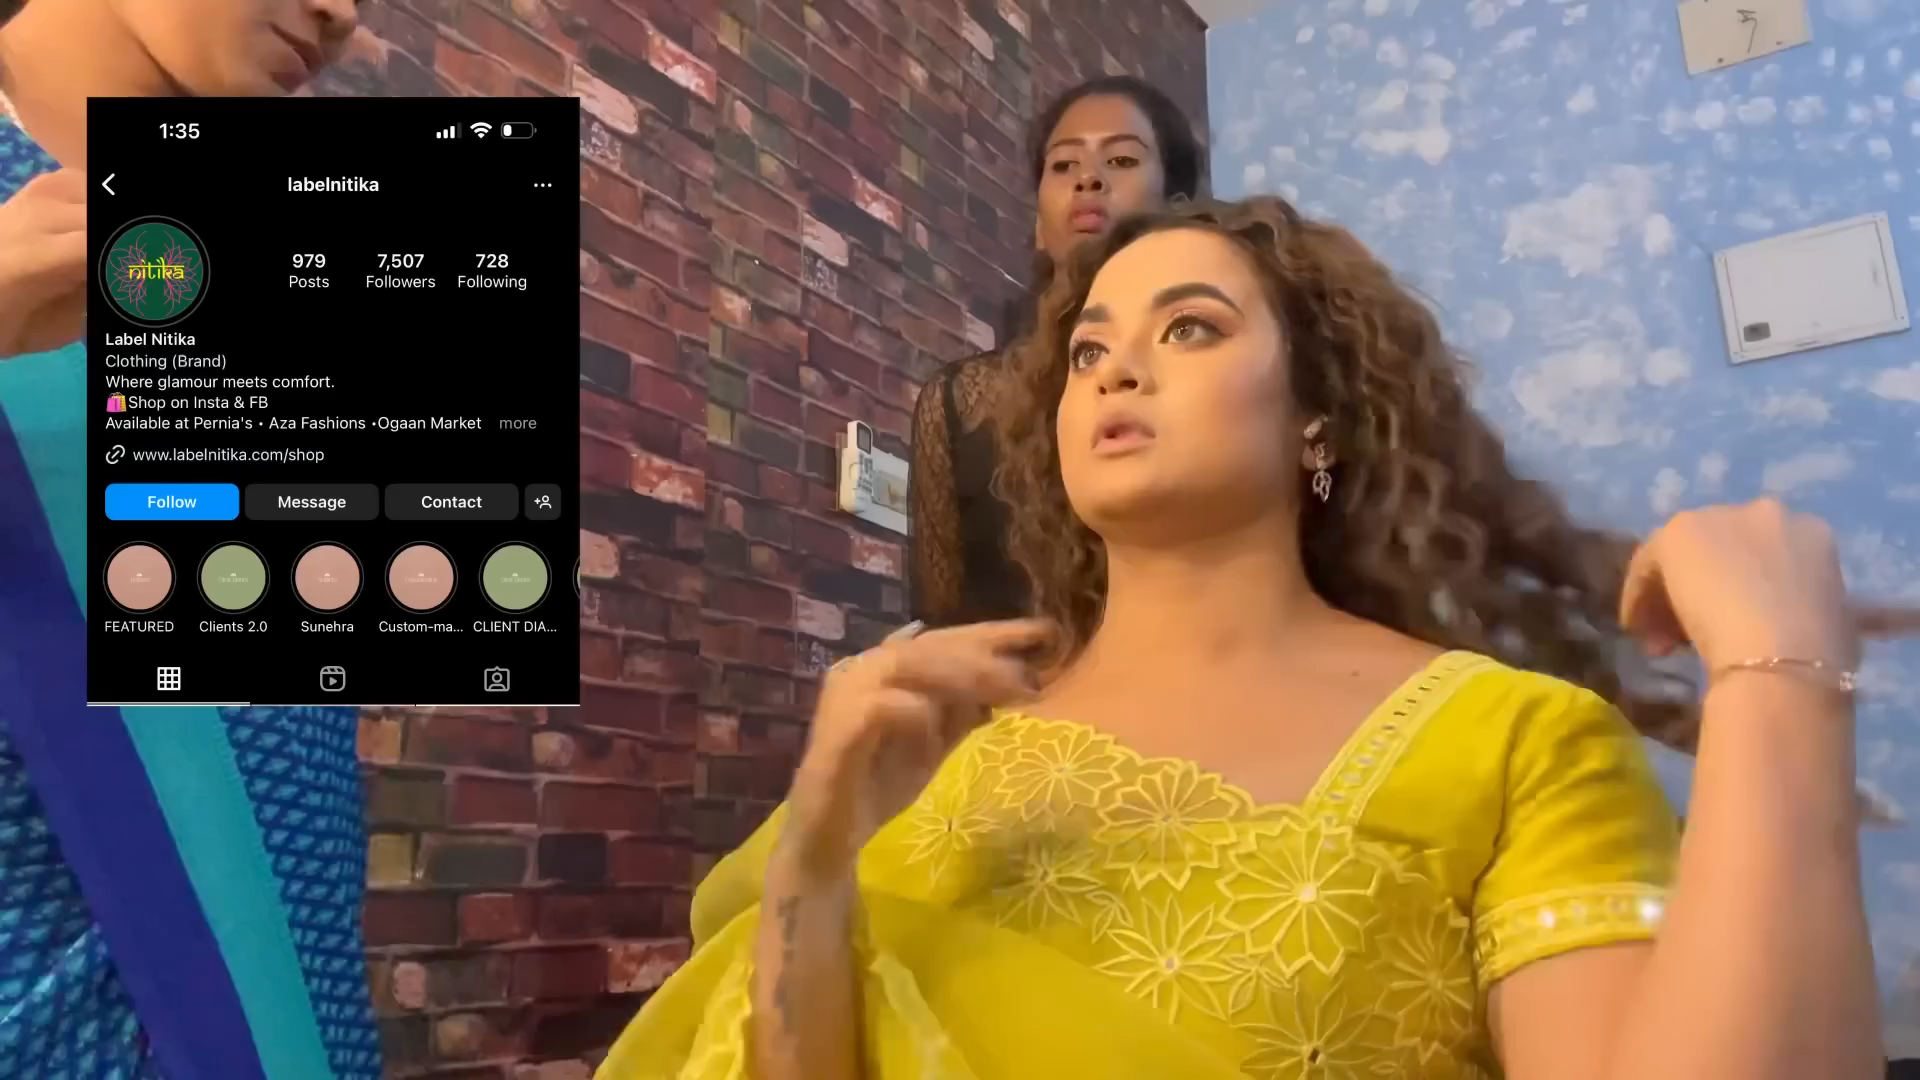 1:35
labelnitika
nitika
979
Posts
7,507
Followers
728
Following
Label Nitika
Clothing (Brand)
Where glamour meets comfort.
Shop on Insta & FB
Available at Pernia's • Aza Fashions •Ogaan Market more
www.labelnitika.com/shop
Follow
Message
Contact
FEATURED
Clients 2.0
Sunehra
Custom-ma...
CLIENT DIA...